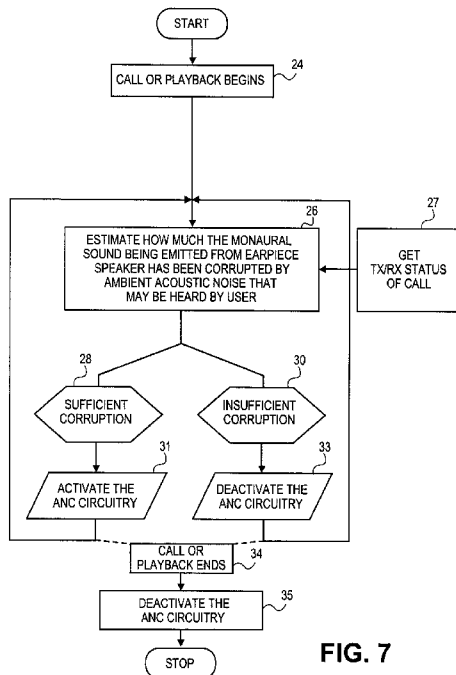 START
24
CALL OR PLAYBACK BEGINS
26
27
ESTIMATE HOW MUCH THE MONAURAL
SOUND BEING EMITTED FROM EARPIECE
SPEAKER HAS BEEN CORRUPTED BY
AMBIENT ACOUSTIC NOISE THAT
MAY BE HEARD BY USER
GET
TX/RX STATUS
OF CALL
28
30
SUFFICIENT
CORRUPTION
INSUFFICIENT
CORRUPTION
31
33
ACTIVATE THE
ANC CIRCUITRY
DEACTIVATE THE
ANC CIRCUITRY
CALL OR
PLAYBACK ENDS
34
35
DEACTIVATE THE
ANC CIRCUITRY
STOP
FIG. 7